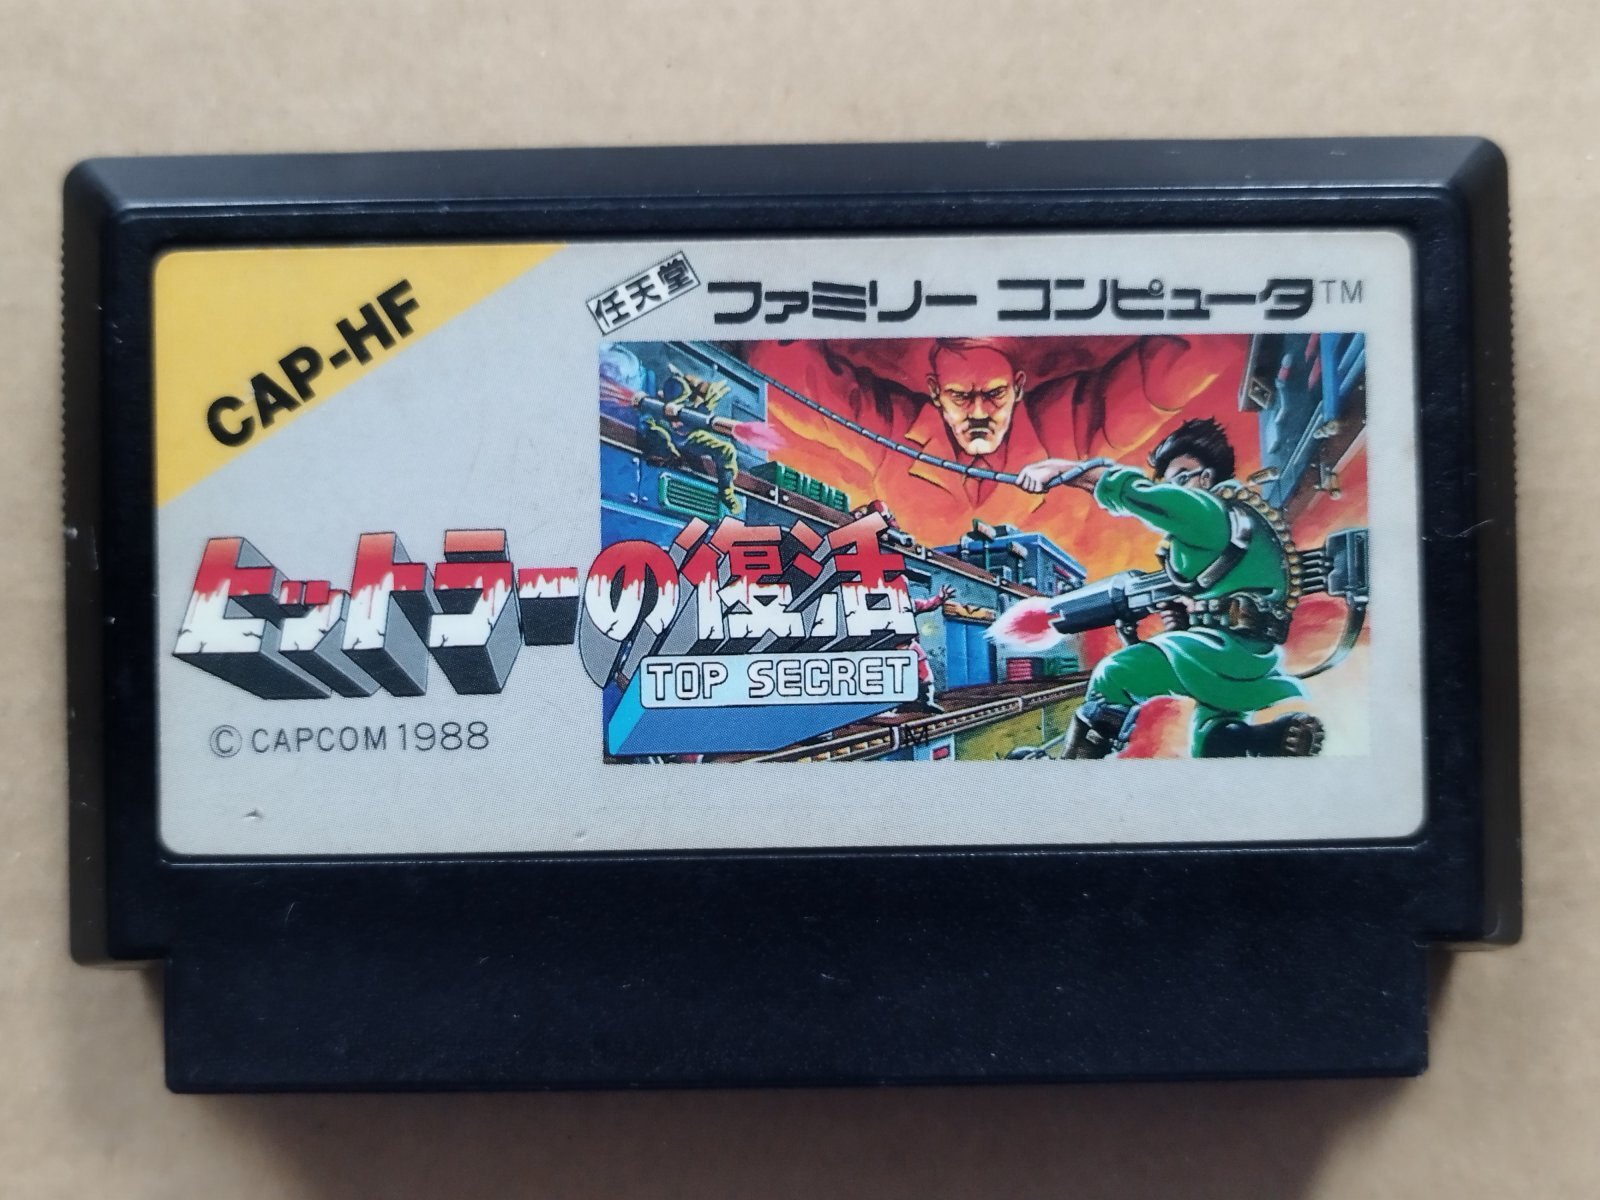 CAP-HF
任天堂 ファミリー コンピュータTM
ヒットラーの復活
TOP SECRET
©CAPCOM 1988
M